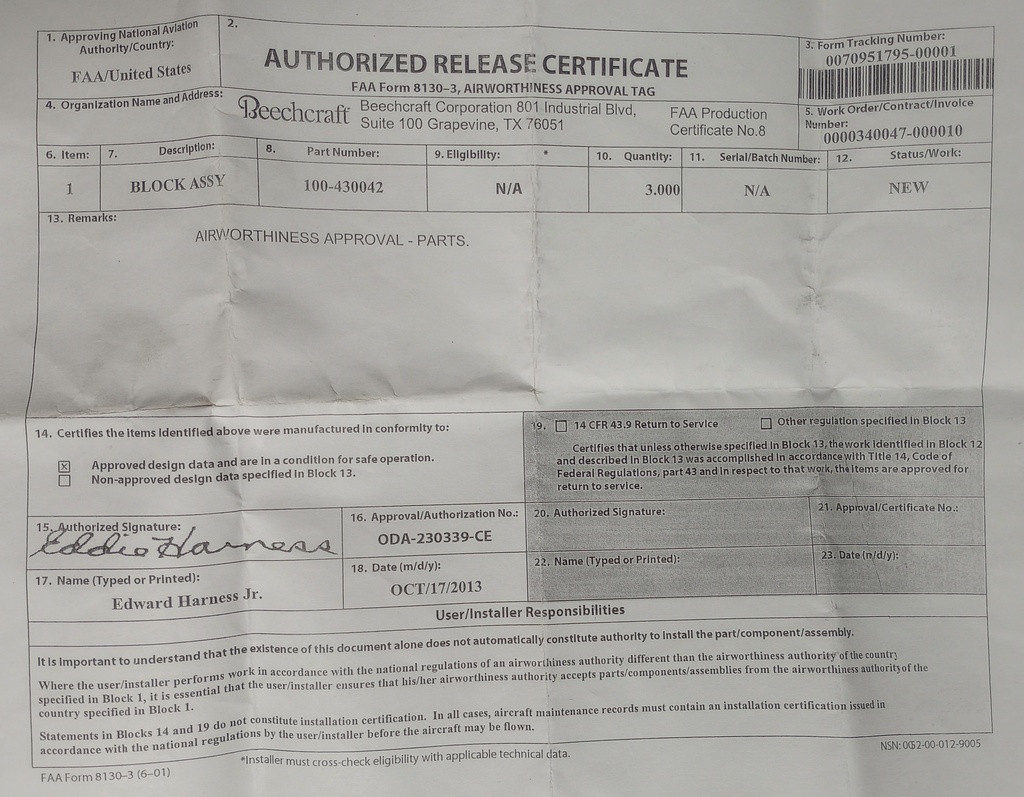 1. Approving National Aviation
Authority/Country:
FAA/United States
2.
AUTHORIZED RELEASE CERTIFICATE
FAA Form 8130–3, AIRWORTHINESS APPROVAL TAG
3. Form Tracking Number:
0070951795-00001
4. Organization Name and Address:
Beechcraft
Beechcraft Corporation 801 Industrial Blvd,
Suite 100 Grapevine, TX 76051
FAA Production
Certificate No.8
5. Work Order/Contract/Invoice
Number:
0000340047-000010
6. Item: 7. Description: 8. Part Number: 9. Eligibility: * 10. Quantity: 11. Serial/Batch Number: 12. Status/Work:
1 BLOCK ASSY 100-430042 N/A 3.000 N/A NEW
13. Remarks:
AIRWORTHINESS APPROVAL - PARTS.
14. Certifies the items identified above were manufactured in conformity to:
☒ Approved design data and are in a condition for safe operation.
☐ Non-approved design data specified in Block 13.
19. ☐ 14 CFR 43.9 Return to Service ☐ Other regulation specified in Block 13
Certifies that unless otherwise specified in Block 13, the work identified in Block 12
and described in Block 13 was accomplished in accordance with Title 14, Code of
Federal Regulations, part 43 and in respect to that work, the items are approved for
return to service.
15. Authorized Signature:
Eddie Harness
16. Approval/Authorization No.:
ODA-230339-CE
20. Authorized Signature:
21. Approval/Certificate No.:
17. Name (Typed or Printed):
Edward Harness Jr.
18. Date (m/d/y):
OCT/17/2013
22. Name (Typed or Printed):
23. Date (n/d/y):
User/Installer Responsibilities
It is important to understand that the existence of this document alone does not automatically constitute authority to install the part/component/assembly.
Where the user/installer performs work in accordance with the national regulations of an airworthiness authority different than the airworthiness authority of the country
specified in Block 1, it is essential that the user/installer ensures that his/her airworthiness authority accepts parts/components/assemblies from the airworthiness authority of the
country specified in Block 1.
Statements in Blocks 14 and 19 do not constitute installation certification. In all cases, aircraft maintenance records must contain an installation certification issued in
accordance with the national regulations by the user/installer before the aircraft may be flown.
FAA Form 8130–3 (6–01)
*Installer must cross-check eligibility with applicable technical data.
NSN: 0052-00-012-9005